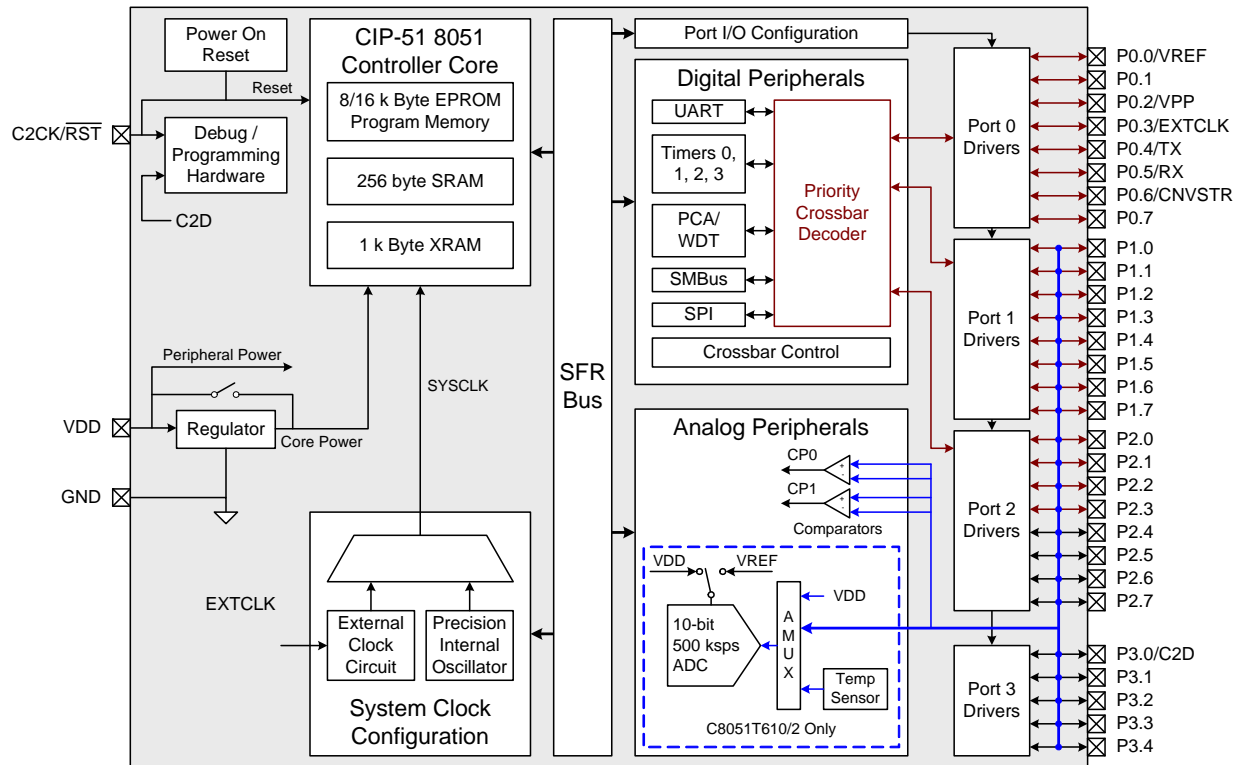 Power On
Reset
Reset
C2CK/RST
Debug /
Programming
Hardware
C2D
CIP-51 8051
Controller Core
8/16 k Byte EPROM
Program Memory
256 byte SRAM
1 k Byte XRAM
Peripheral Power
VDD
Regulator
Core Power
GND
SYSCLK
EXTCLK
External
Clock
Circuit
Precision
Internal
Oscillator
System Clock
Configuration
SFR
Bus
Port I/O Configuration
Digital Peripherals
UART
Timers 0,
1, 2, 3
PCA/
WDT
SMBus
SPI
Priority
Crossbar
Decoder
Crossbar Control
Analog Peripherals
CP0
+
-
CP1
+
-
Comparators
VDD
VREF
10-bit
500 ksps
ADC
A
M
U
X
VDD
Temp
Sensor
C8051T610/2 Only
Port 0
Drivers
Port 1
Drivers
Port 2
Drivers
Port 3
Drivers
P0.0/VREF
P0.1
P0.2/VPP
P0.3/EXTCLK
P0.4/TX
P0.5/RX
P0.6/CNVSTR
P0.7
P1.0
P1.1
P1.2
P1.3
P1.4
P1.5
P1.6
P1.7
P2.0
P2.1
P2.2
P2.3
P2.4
P2.5
P2.6
P2.7
P3.0/C2D
P3.1
P3.2
P3.3
P3.4